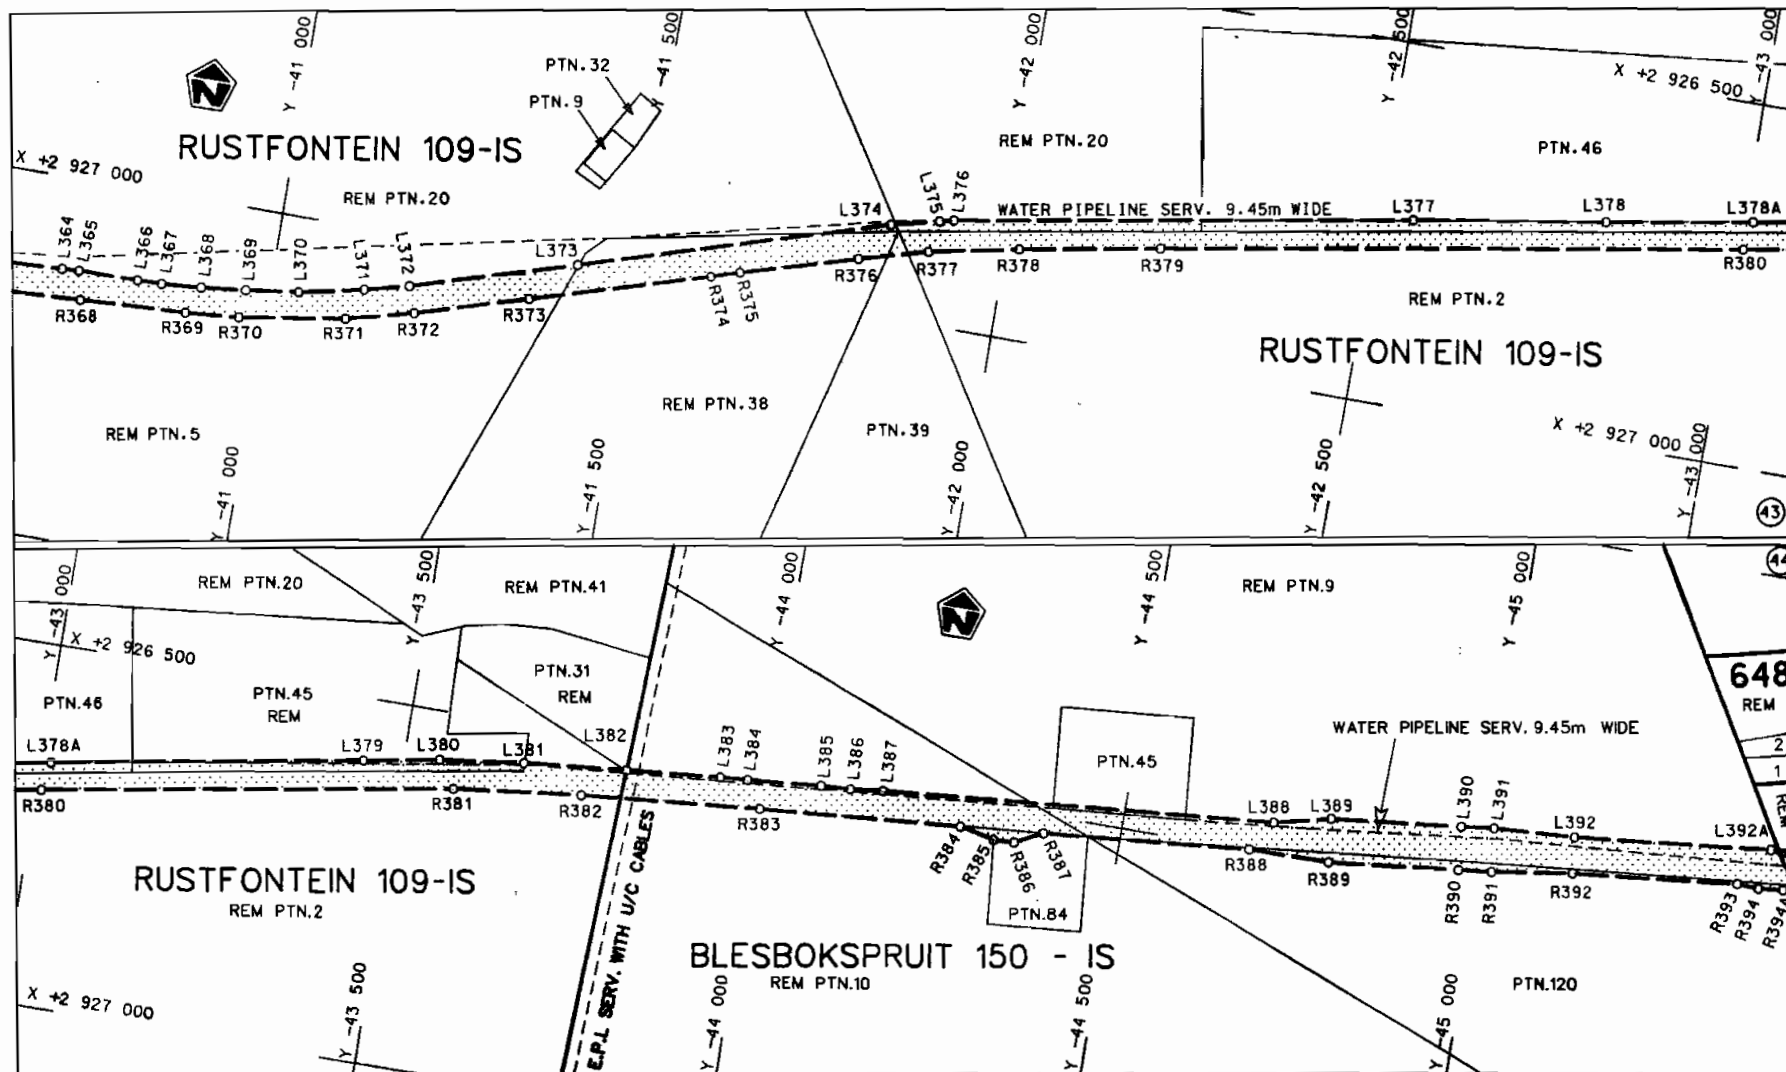 Y -41 000
Y -41 500
Y -42 000
Y -42 500
Y -43 000
X +2 926 500
PTN.32
PTN.9
N
RUSTFONTEIN 109-IS
REM PTN.20
PTN.46
X +2 927 000
REM PTN.20
L364
L365
L366
L367
L368
L369
L370
L371
L372
L373
L374
L375
L376
WATER PIPELINE SERV. 9.45m WIDE
L377
L378
L378A
R368
R369
R370
R371
R372
R373
R374
R375
R376
R377
R378
R379
R380
REM PTN.2
RUSTFONTEIN 109-IS
REM PTN.5
REM PTN.38
PTN.39
X +2 927 000
Y -41 000
Y -41 500
Y -42 000
Y -42 500
Y -43 000
43
Y -43 000
Y -43 500
Y -44 000
Y -44 500
Y -45 000
44
REM PTN.20
REM PTN.41
REM PTN.9
N
X +2 926 500
PTN.46
PTN.45
REM
PTN.31
REM
648
REM
2
1
REM
WATER PIPELINE SERV. 9.45m WIDE
PTN.45
L378A
L379
L380
L381
L382
L383
L384
L385
L386
L387
L388
L389
L390
L391
L392
L392A
R380
R381
R382
R383
R384
R385
R386
R387
R388
R389
R390
R391
R392
R393
R394
R394A
RUSTFONTEIN 109-IS
REM PTN.2
E.P.L SERV. WITH U/C CABLES
PTN.84
BLESBOKSPRUIT 150 - IS
REM PTN.10
PTN.120
X +2 927 000
Y -43 500
Y -44 000
Y -44 500
Y -45 000